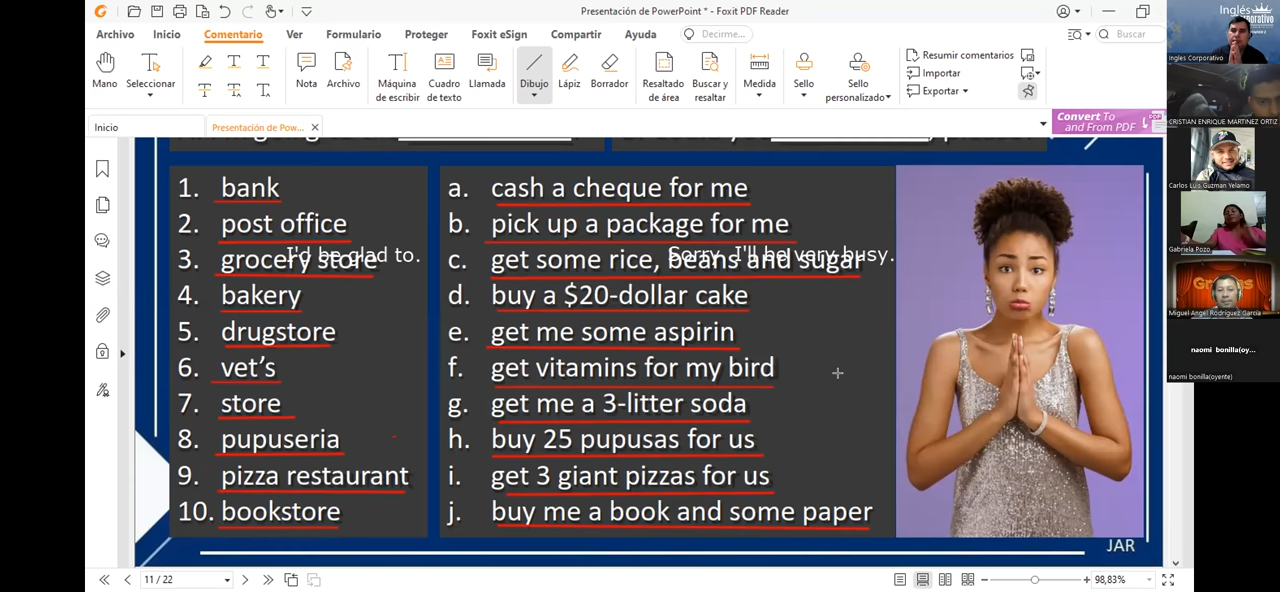 Presentación de PowerPoint * - Foxit PDF Reader
Archivo Inicio Comentario Ver Formulario Proteger Foxit eSign Compartir Ayuda Decirme... Buscar
Mano
Seleccionar
Nota
Archivo
Máquina de escribir
Cuadro de texto
Llamada
Dibujo
Lápiz
Borrador
Resaltado de área
Buscar y resaltar
Medida
Sello
Sello personalizado
Resumir comentarios
Importar
Exportar
Inicio
Presentación de Pow...
Convert To
and From PDF
1. bank
2. post office
I'd be glad to.
3. grocery store
4. bakery
5. drugstore
6. vet's
7. store
8. pupuseria
9. pizza restaurant
10. bookstore
a. cash a cheque for me
b. pick up a package for me
Sorry. I'll be very busy.
c. get some rice, beans and sugar
d. buy a $20-dollar cake
e. get me some aspirin
f. get vitamins for my bird
g. get me a 3-litter soda
h. buy 25 pupusas for us
i. get 3 giant pizzas for us
j. buy me a book and some paper
JAR
11 / 22
98,83%
Inglés
Corporativo
Ingles Corporativo
CRISTIAN ENRIQUE MARTINEZ ORTIZ
Carlos Luis Guzman Yelamo
Gabriela Pozo
Miguel Angel Rodríguez García
naomi bonilla(oy...
naomi bonilla(oyente)